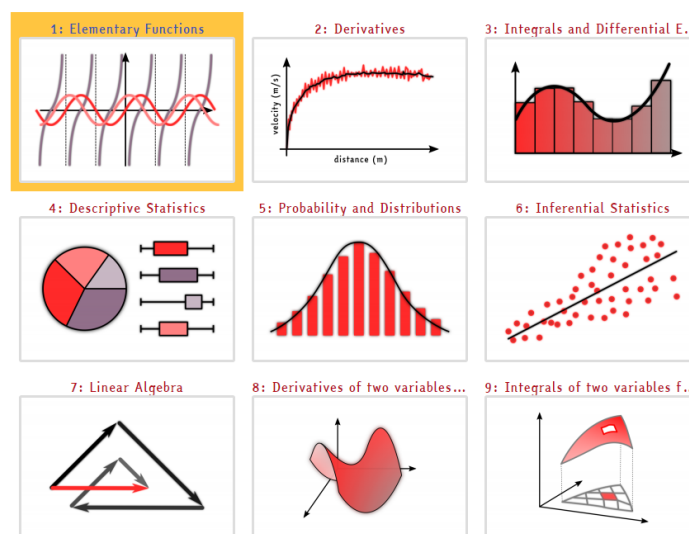 1: Elementary Functions
2: Derivatives
3: Integrals and Differential E...
velocity (m/s)
distance (m)
4: Descriptive Statistics
5: Probability and Distributions
6: Inferential Statistics
7: Linear Algebra
8: Derivatives of two variables...
9: Integrals of two variables f...